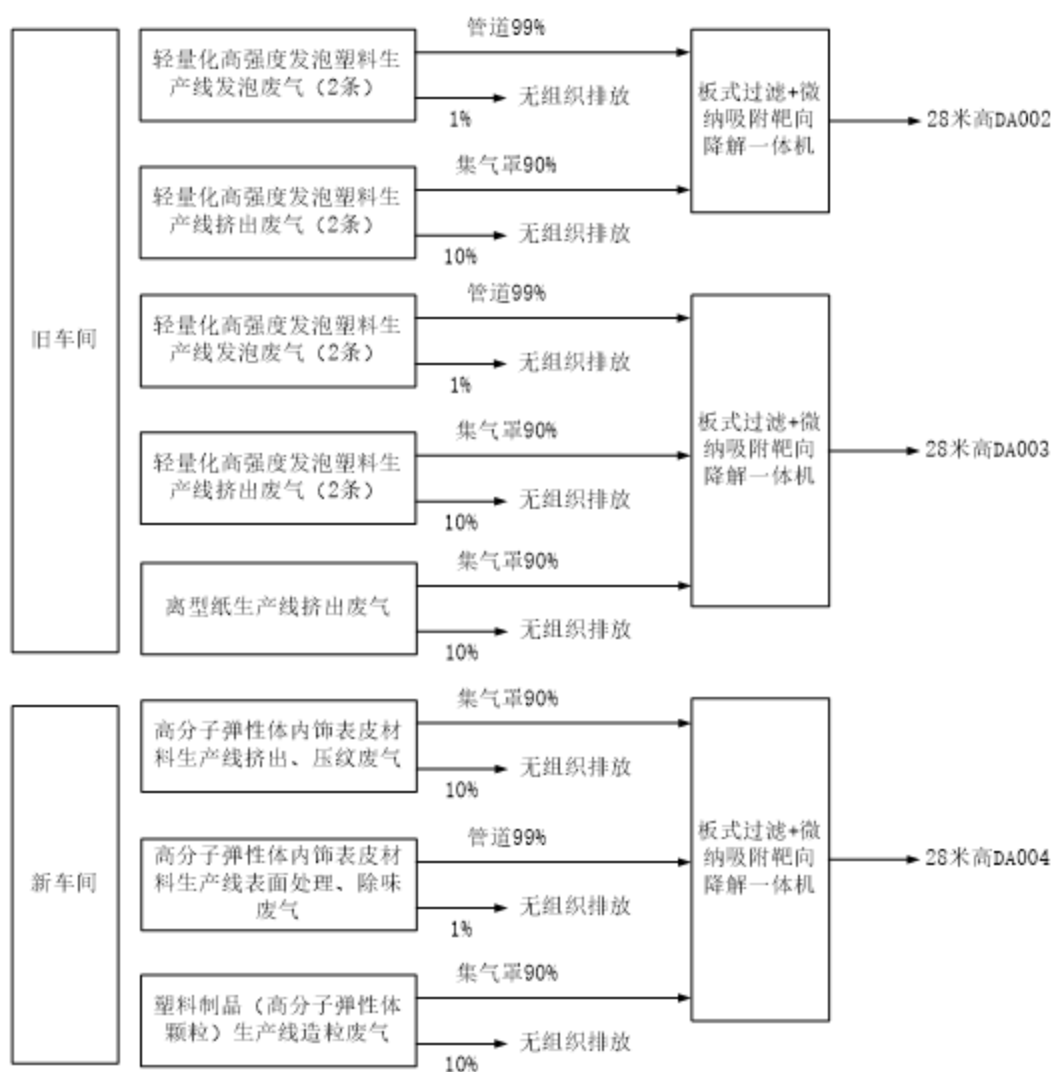 旧车间
轻量化高强度发泡塑料生
产线发泡废气（2条）
管道99%
1%
无组织排放
轻量化高强度发泡塑料生
产线挤出废气（2条）
集气罩90%
10%
无组织排放
板式过滤+微
纳吸附靶向
降解一体机
28米高DA002
轻量化高强度发泡塑料生
产线发泡废气（2条）
管道99%
1%
无组织排放
轻量化高强度发泡塑料生
产线挤出废气（2条）
集气罩90%
10%
无组织排放
离型纸生产线挤出废气
集气罩90%
10%
无组织排放
板式过滤+微
纳吸附靶向
降解一体机
28米高DA003
新车间
高分子弹性体内饰表皮材
料生产线挤出、压纹废气
集气罩90%
10%
无组织排放
高分子弹性体内饰表皮材
料生产线表面处理、除味
废气
管道99%
1%
无组织排放
塑料制品（高分子弹性体
颗粒）生产线造粒废气
集气罩90%
10%
无组织排放
板式过滤+微
纳吸附靶向
降解一体机
28米高DA004